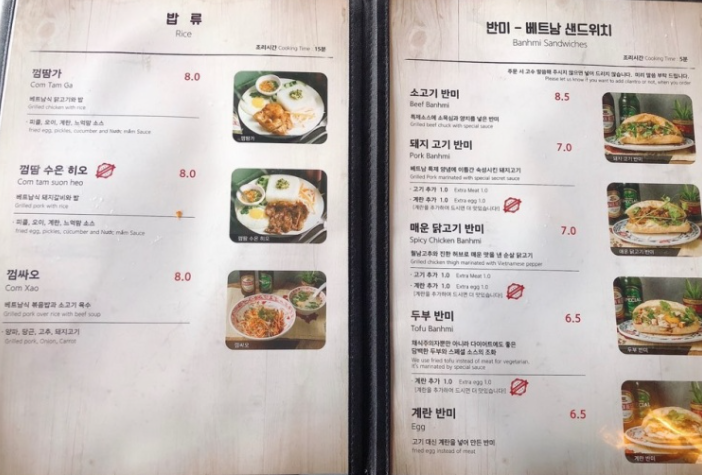 밥 류
Rice
조리시간 Cooking Time : 15분
껌땀가
Com Tam Ga
8.0
베트남식 닭고기와 밥
Grilled chicken with rice
· 피클, 오이, 계란, 느억맘 소스
fried egg, pickles, cucumber and Nước mắm Sauce
껌땀가
껌땀 수온 히오
Com tam suon heo
8.0
베트남식 돼지갈비와 밥
Grilled pork with rice
· 피클, 오이, 계란, 느억맘 소스
fried egg, pickles, cucumber and Nước mắm Sauce
껌땀 수온 히오
껌싸오
Com Xao
8.0
베트남식 볶음밥과 소고기 육수
Grilled pork over rice with beef soup
· 양파, 당근, 고추, 돼지고기
Grilled pork, Onion, Carrot
껌싸오
반미 - 베트남 샌드위치
Banhmi Sandwiches
조리시간 Cooking Time : 5분
주문 시 고수 말씀해 주시지 않으면 넣어 드리지 않습니다. 미리 말씀 부탁 드립니다.
Please let us know if you want to add cilantro or not, when you order
소고기 반미
Beef Banhmi
8.5
특제소스에 소목심과 양지를 넣은 반미
Grilled beef chuck with special sauce
돼지 고기 반미
돼지 고기 반미
Pork Banhmi
7.0
베트남 특제 양념에 이틀간 숙성시킨 돼지고기
Grilled Pork marinated with special secret sauce
· 고기 추가 1.0 Extra Meat 1.0
· 계란 추가 1.0 Extra egg 1.0
(계란을 추가하여 드시면 더 맛있습니다!)
매운 닭고기 반미
Spicy Chicken Banhmi
7.0
월남고추와 진한 허브로 매운 맛을 낸 순살 닭고기
Grilled chicken thigh marinated with Vietnamese pepper
· 고기 추가 1.0 Extra Meat 1.0
· 계란 추가 1.0 Extra egg 1.0
(계란을 추가하여 드시면 더 맛있습니다!)
두부 반미
Tofu Banhmi
6.5
채식주의자뿐만 아니라 다이어트에도 좋은
담백한 두부와 스페셜 소스의 조화
We use fried tofu instead of meat for vegetarian,
it's marinated by special sauce
· 계란 추가 1.0 Extra egg 1.0
(계란을 추가하여 드시면 더 맛있습니다!)
두부 반미
계란 반미
Egg
6.5
고기 대신 계란을 넣어 만든 반미
fried egg instead of meat
계란 반미